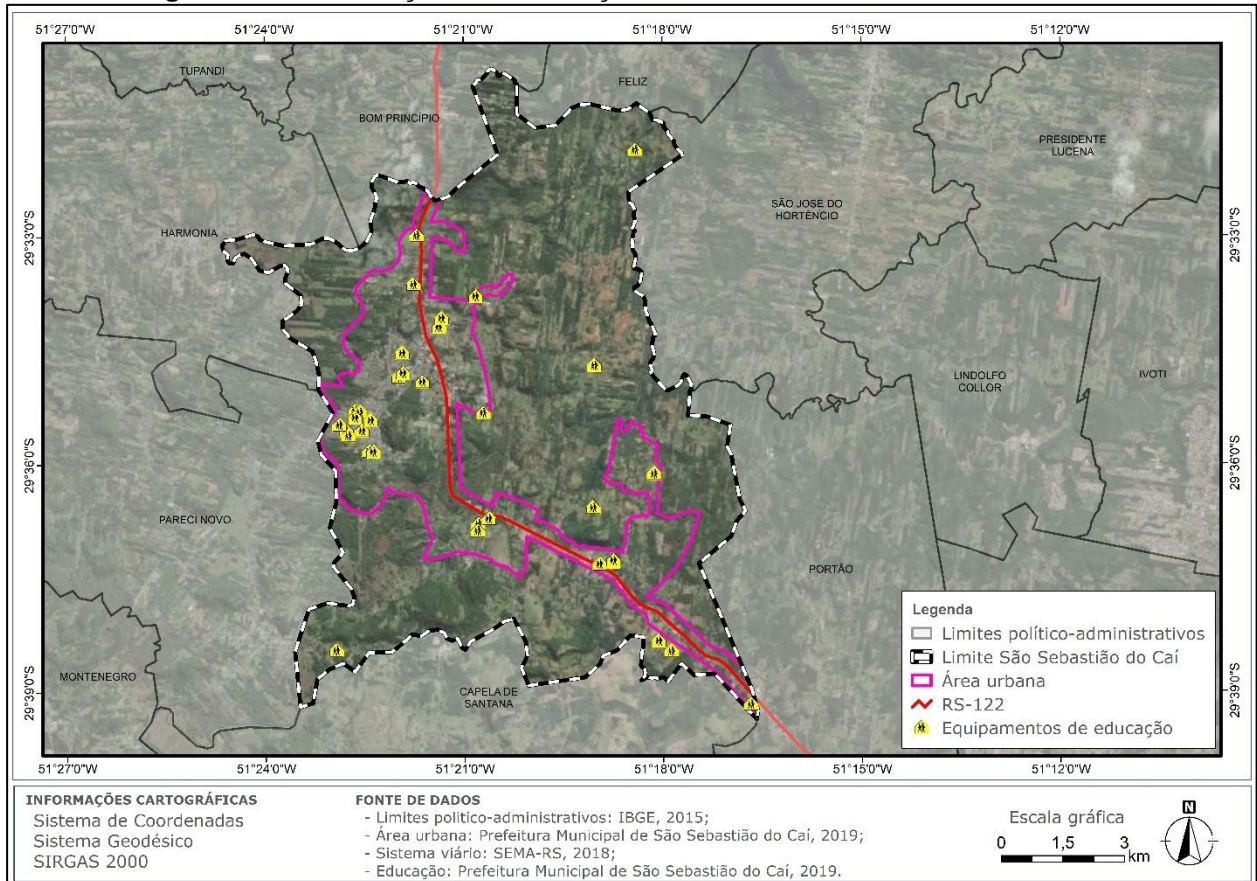 51°27'0"W 51°24'0"W 51°21'0"W 51°18'0"W 51°15'0"W 51°12'0"W
TUPANDI
FELIZ
BOM PRINCÍPIO
PRESIDENTE
LUCENA
SÃO JOSÉ DO
HORTÊNCIO
HARMONIA
29°33'0"S
29°33'0"S
LINDOLFO
COLLOR
IVOTI
29°36'0"S
29°36'0"S
PARECI NOVO
PORTÃO
MONTENEGRO
CAPELA DE
SANTANA
29°39'0"S
29°39'0"S
Legenda
Limites político-administrativos
Limite São Sebastião do Caí
Área urbana
RS-122
Equipamentos de educação
51°27'0"W 51°24'0"W 51°21'0"W 51°18'0"W 51°15'0"W 51°12'0"W
INFORMAÇÕES CARTOGRÁFICAS
Sistema de Coordenadas
Sistema Geodésico
SIRGAS 2000
FONTE DE DADOS
- Limites politico-administrativos: IBGE, 2015;
- Área urbana: Prefeitura Municipal de São Sebastião do Caí, 2019;
- Sistema viário: SEMA-RS, 2018;
- Educação: Prefeitura Municipal de São Sebastião do Caí, 2019.
Escala gráfica
0 1,5 3
km
N